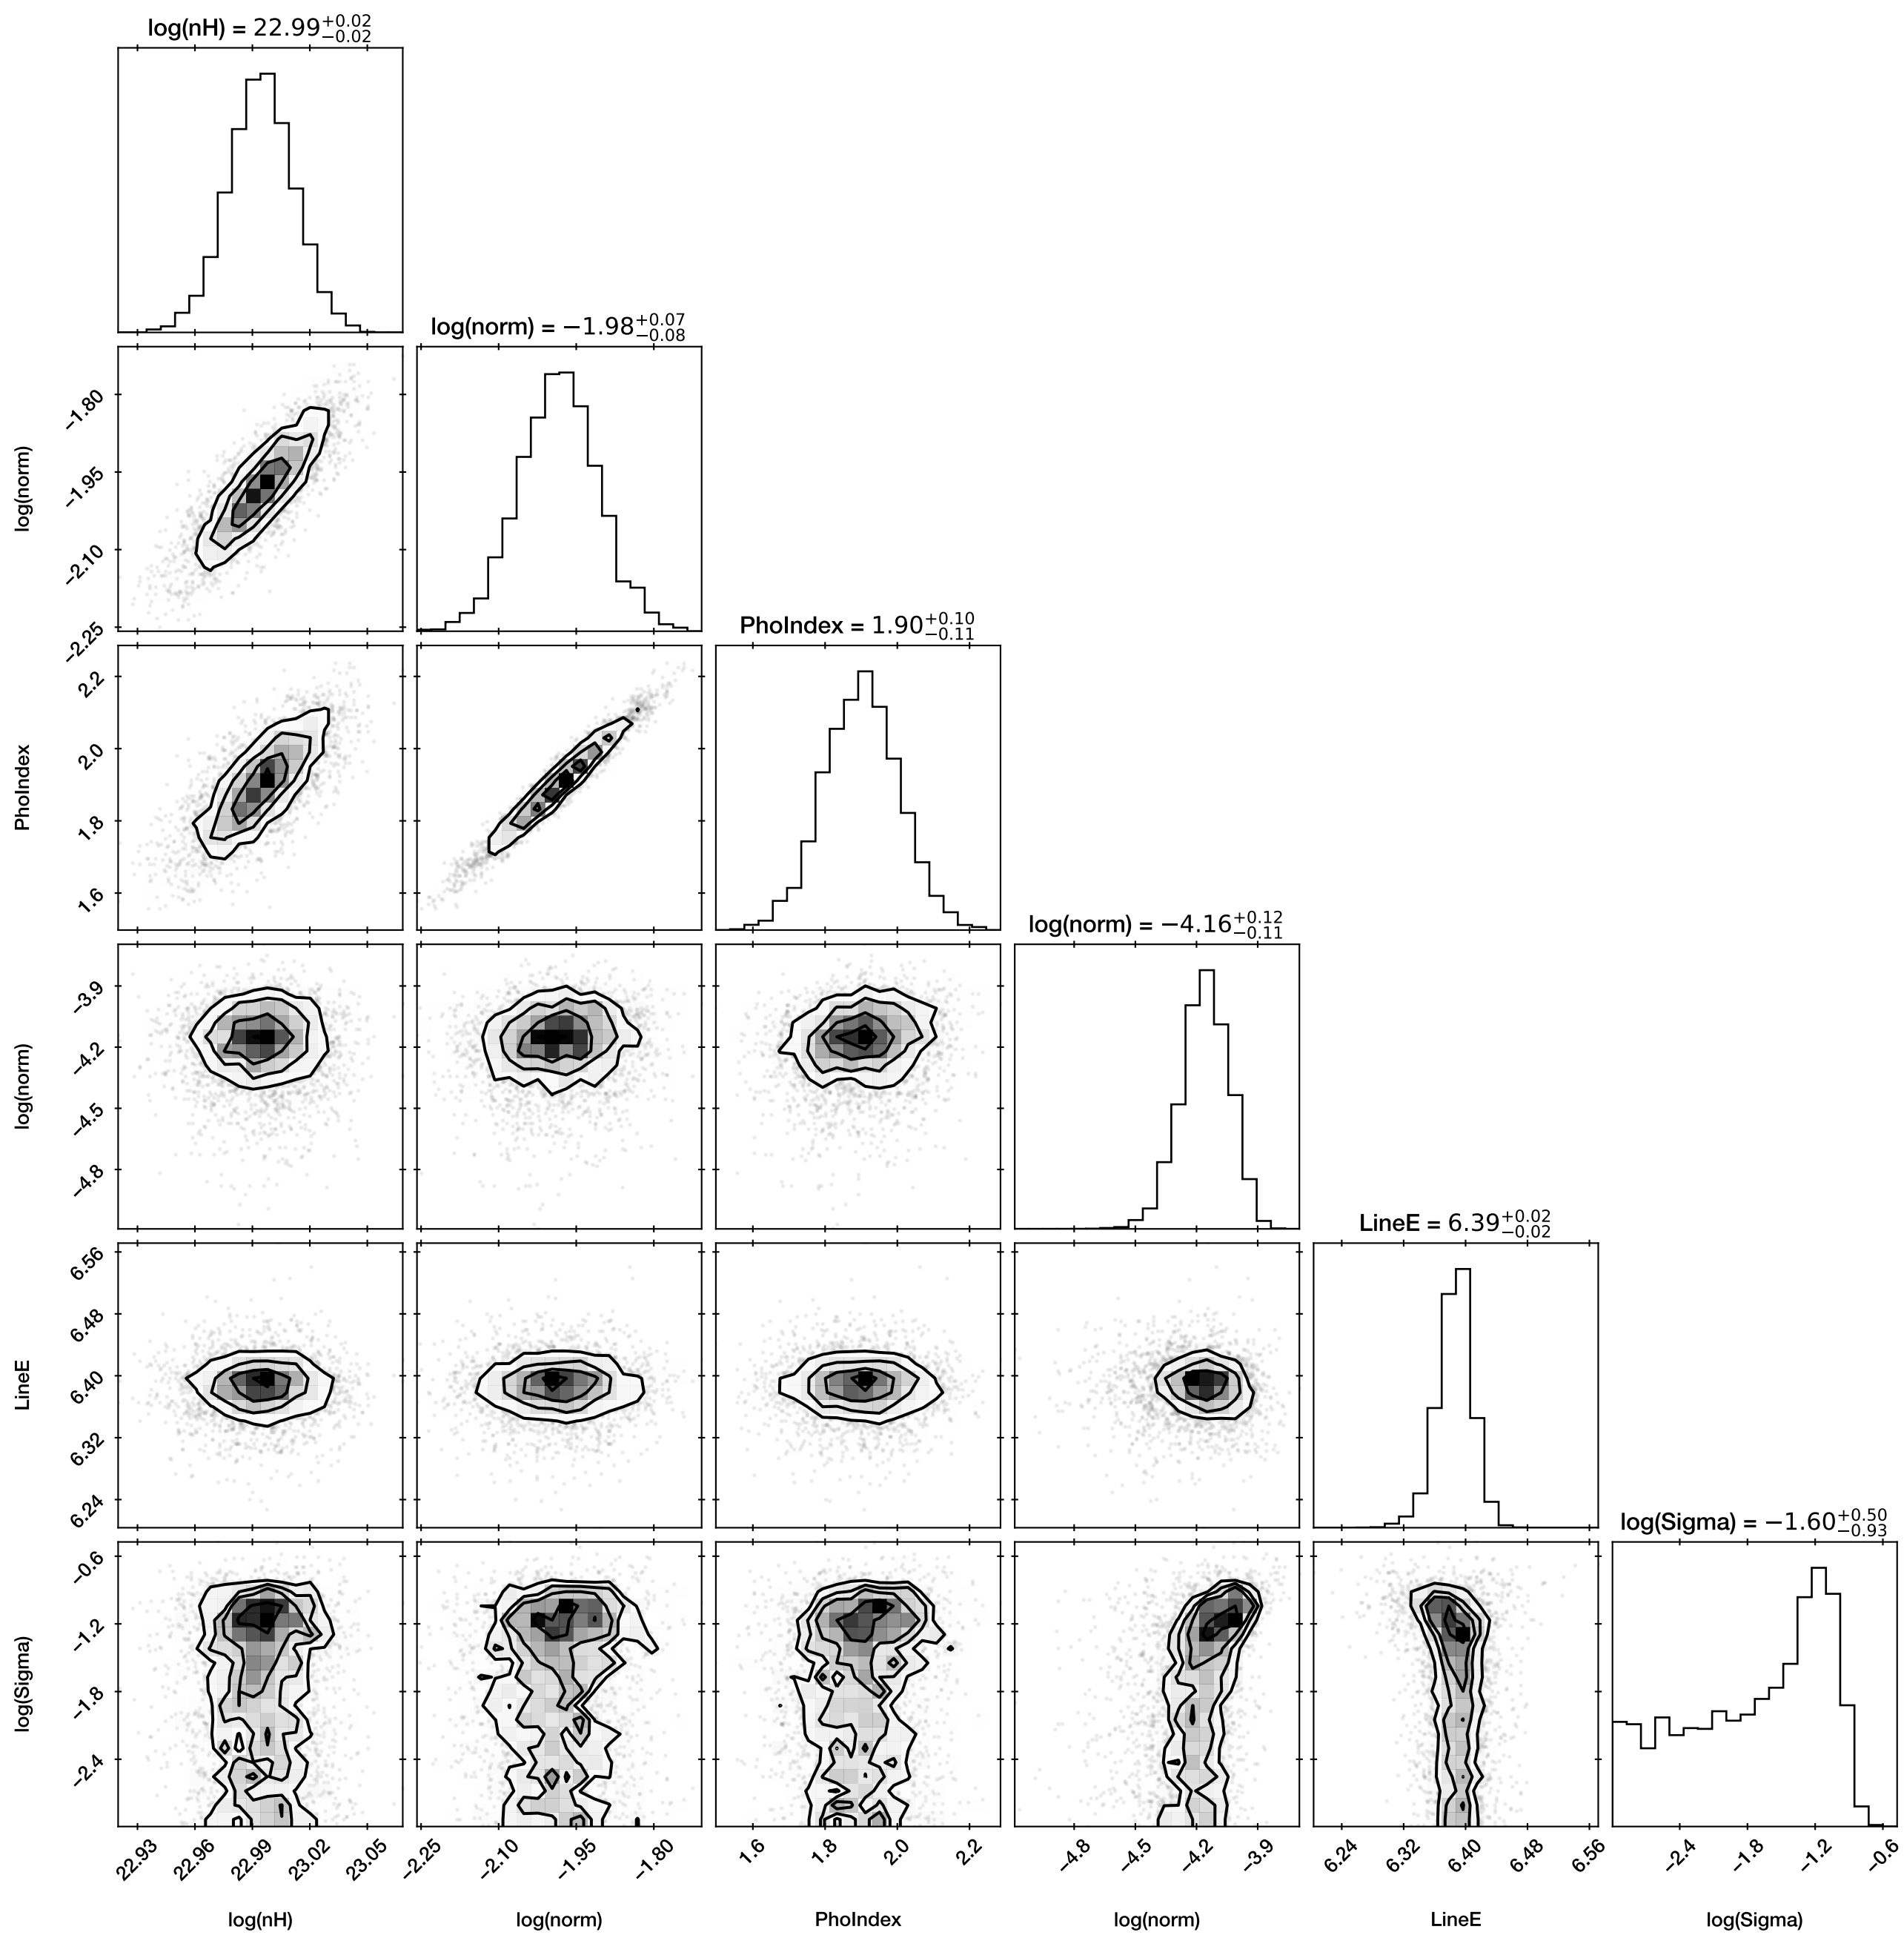 log(nH) = 22.99+0.02 −0.02
log(norm) = −1.98+0.07 −0.08
log(norm)
−1.80
−1.95
−2.10
−2.25
PhoIndex = 1.90+0.10 −0.11
PhoIndex
2.2
2.0
1.8
1.6
log(norm) = −4.16+0.12 −0.11
log(norm)
−3.9
−4.2
−4.5
−4.8
LineE = 6.39+0.02 −0.02
LineE
6.56
6.48
6.40
6.32
6.24
log(Sigma) = −1.60+0.50 −0.93
log(Sigma)
−0.6
−1.2
−1.8
−2.4
22.93 22.96 22.99 23.02 23.05 −2.25 −2.10 −1.95 −1.80 1.6 1.8 2.0 2.2 −4.8 −4.5 −4.2 −3.9 6.24 6.32 6.40 6.48 6.56 −2.4 −1.8 −1.2 −0.6
log(nH) log(norm) PhoIndex log(norm) LineE log(Sigma)